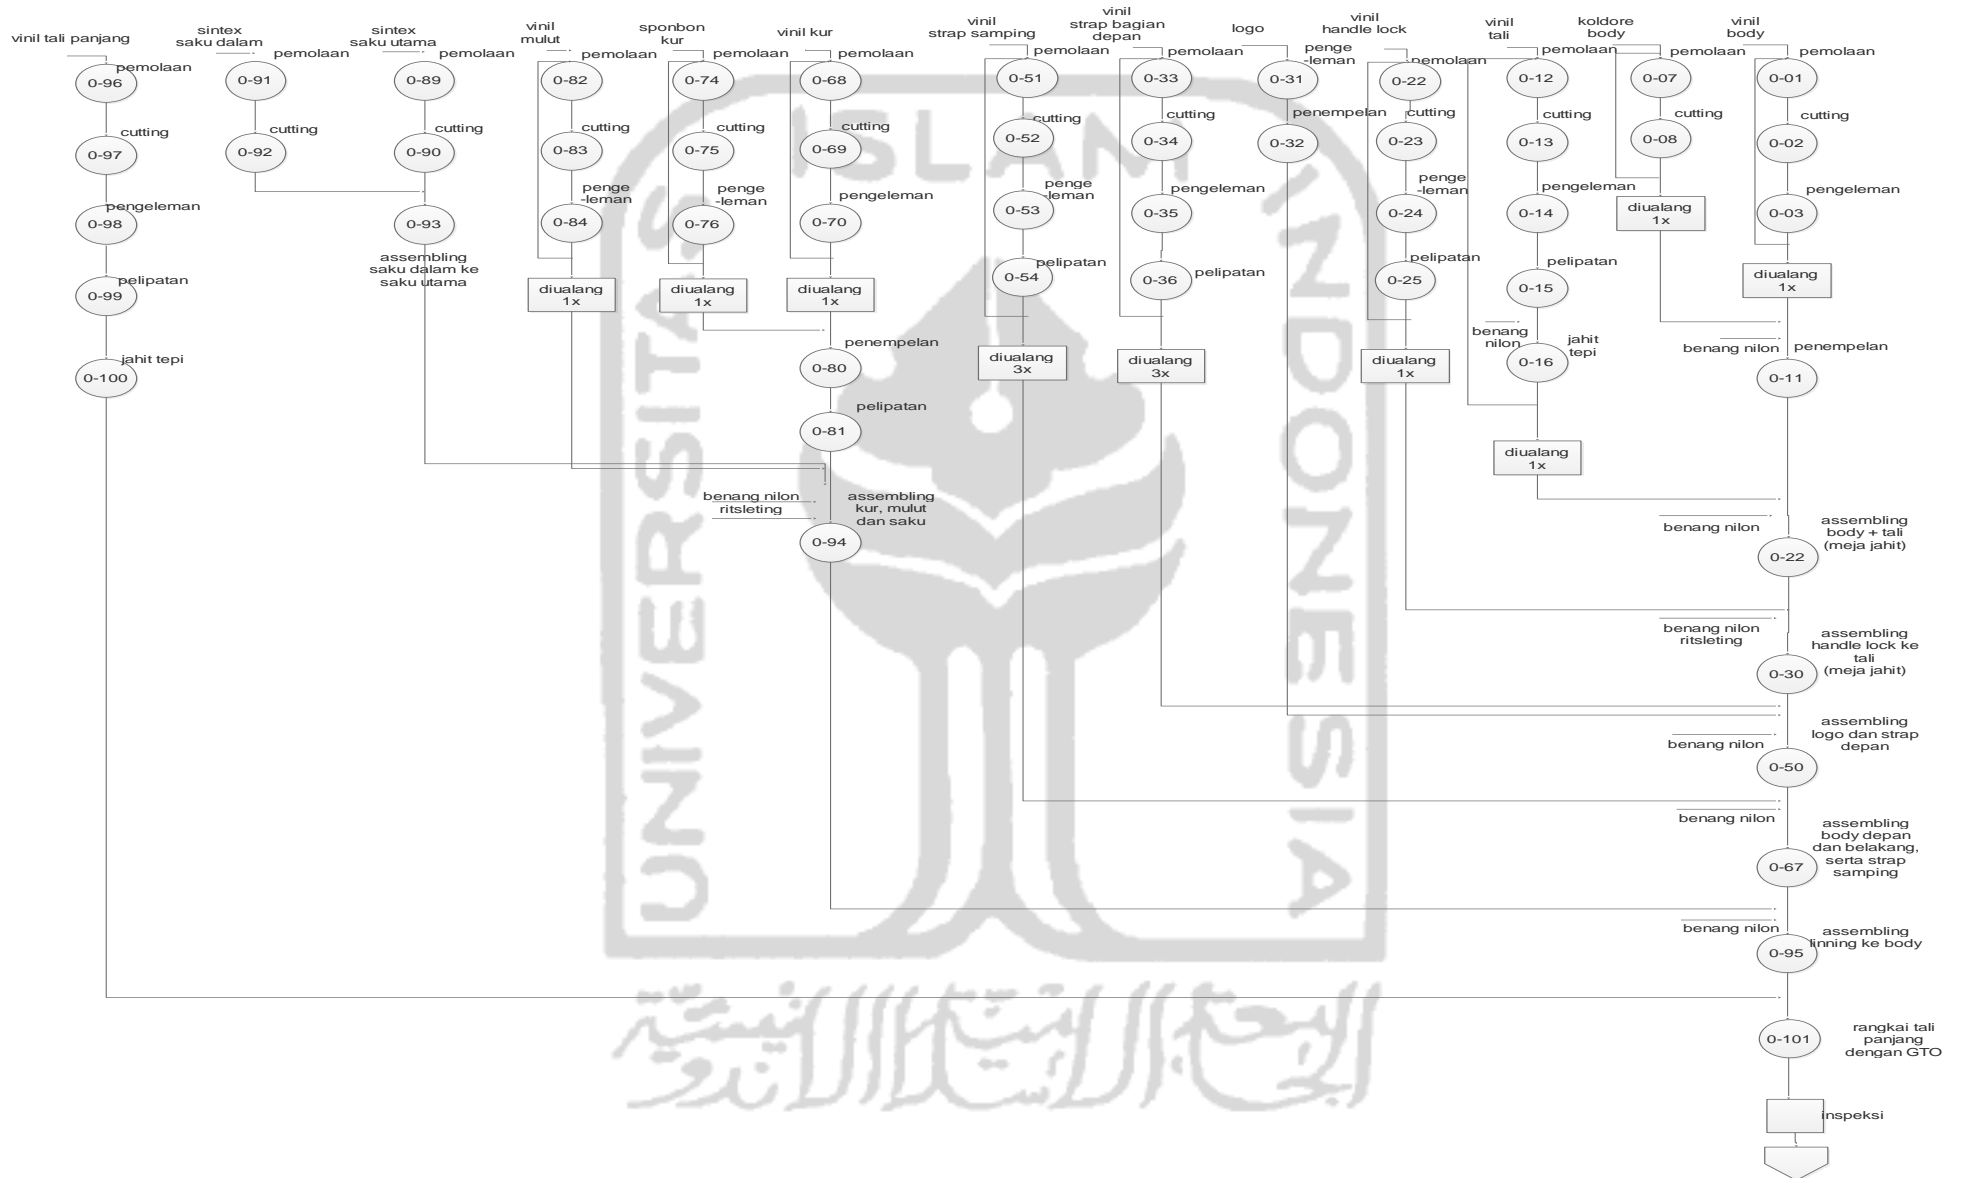 vinil tali panjang
pemolaan
0-96
cutting
0-97
pengeleman
0-98
pelipatan
0-99
jahit tepi
0-100
sintex
saku dalam
pemolaan
0-91
cutting
0-92
sintex
saku utama
pemolaan
0-89
cutting
0-90
0-93
assembling
saku dalam ke
saku utama
vinil
mulut
pemolaan
0-82
cutting
0-83
penge
-leman
0-84
diualang
1x
sponbon
kur
pemolaan
0-74
cutting
0-75
penge
-leman
0-76
diualang
1x
vinil kur
pemolaan
0-68
cutting
0-69
pengeleman
0-70
diualang
1x
penempelan
0-80
pelipatan
0-81
benang nilon
ritsleting
assembling
kur, mulut
dan saku
0-94
vinil
strap samping
pemolaan
0-51
cutting
0-52
penge
-leman
0-53
pelipatan
0-54
diualang
3x
vinil
strap bagian
depan
pemolaan
0-33
cutting
0-34
pengeleman
0-35
pelipatan
0-36
diualang
3x
logo
penge
-leman
0-31
penempelan
0-32
vinil
handle lock
pemolaan
0-22
cutting
0-23
penge
-leman
0-24
pelipatan
0-25
diualang
1x
vinil
tali
pemolaan
0-12
cutting
0-13
pengeleman
0-14
pelipatan
0-15
benang
nilon
jahit
tepi
0-16
diualang
1x
koldore
body
pemolaan
0-07
cutting
0-08
diualang
1x
vinil
body
pemolaan
0-01
cutting
0-02
pengeleman
0-03
diualang
1x
benang nilon
penempelan
0-11
benang nilon
assembling
body + tali
(meja jahit)
0-22
benang nilon
ritsleting
assembling
handle lock ke
tali
(meja jahit)
0-30
benang nilon
assembling
logo dan strap
depan
0-50
benang nilon
assembling
body depan
dan belakang,
serta strap
samping
0-67
benang nilon
assembling
linning ke body
0-95
rangkai tali
panjang
dengan GTO
0-101
inspeksi
UNIVERSITAS
ISLAM
INDONESIA